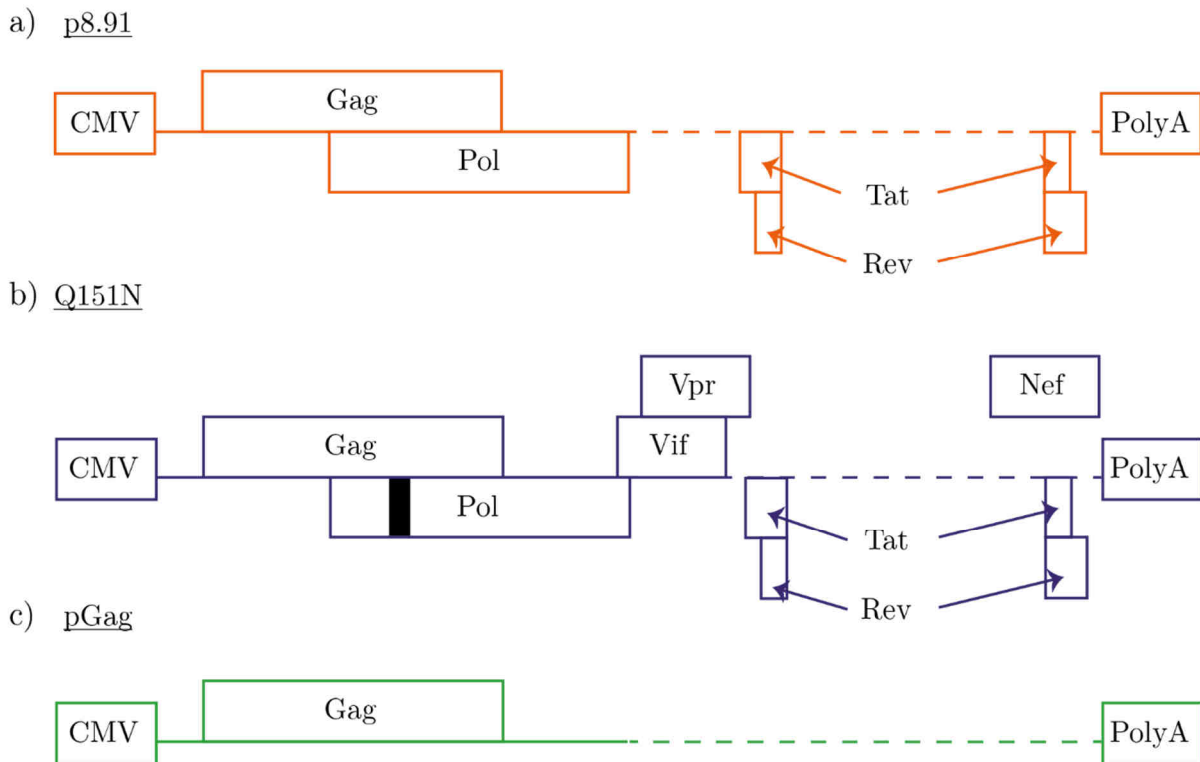 a) p8.91
Gag
CMV
PolyA
Pol
Tat
Rev
b) Q151N
Vpr
Nef
Gag
Vif
CMV
PolyA
Pol
Tat
Rev
c) pGag
Gag
CMV
PolyA